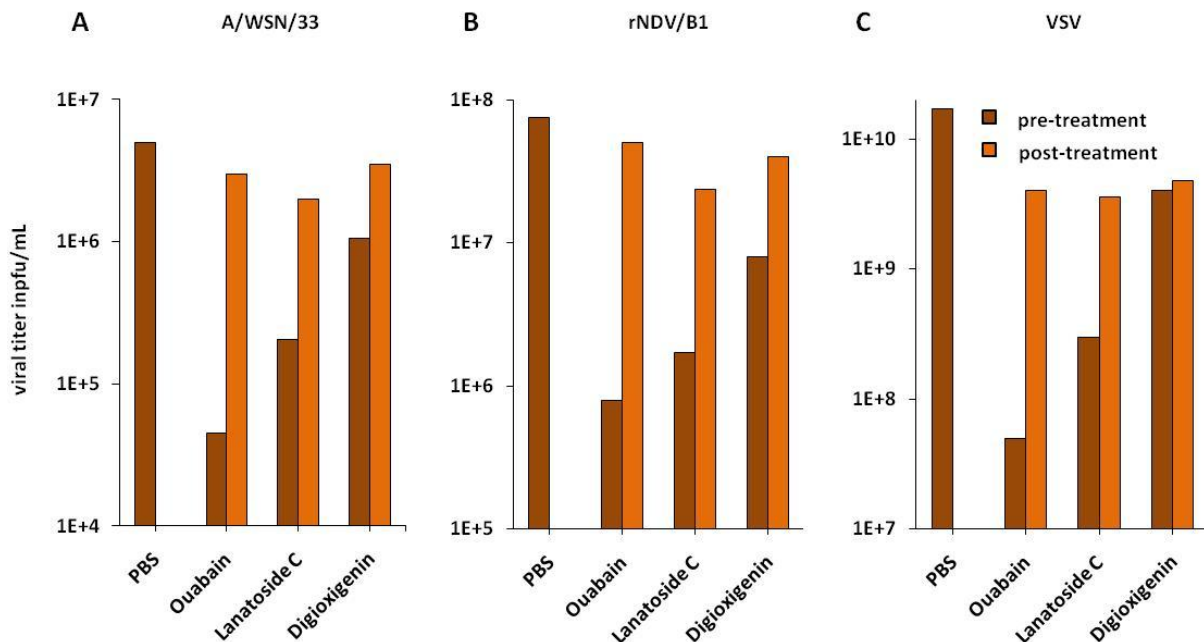 A A/WSN/33
B rNDV/B1
C VSV
viral titer inpfu/mL
1E+7
1E+6
1E+5
1E+4
PBS
Ouabain
Lanatoside C
Digioxigenin
1E+8
1E+7
1E+6
1E+5
PBS
Ouabain
Lanatoside C
Digioxigenin
1E+10
1E+9
1E+8
1E+7
pre-treatment
post-treatment
PBS
Ouabain
Lanatoside C
Digioxigenin